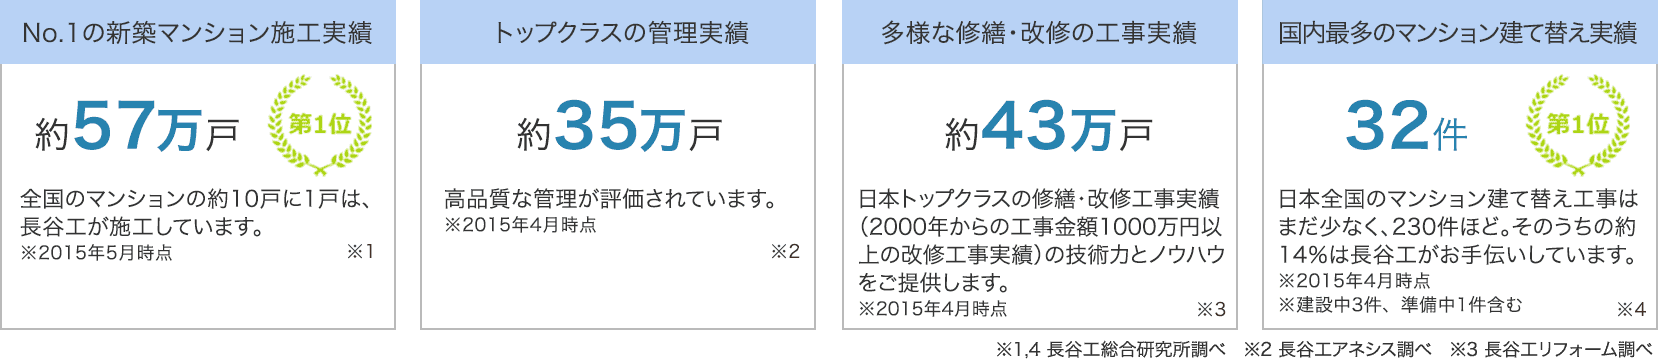 No.1の新築マンション施工実績
約57万戸
第1位
全国のマンションの約10戸に1戸は、
長谷工が施工しています。
※2015年5月時点
※1
トップクラスの管理実績
約35万戸
高品質な管理が評価されています。
※2015年4月時点
※2
多様な修繕・改修の工事実績
約43万戸
日本トップクラスの修繕・改修工事実績
（2000年からの工事金額1000万円以
上の改修工事実績）の技術力とノウハウ
をご提供します。
※2015年4月時点
※3
国内最多のマンション建て替え実績
32件
第1位
日本全国のマンション建て替え工事は
まだ少なく、230件ほど。そのうちの約
14%は長谷工がお手伝いしています。
※2015年4月時点
※建設中3件、準備中1件含む
※4
※1,4 長谷工総合研究所調べ ※2 長谷工アネシス調べ ※3 長谷工リフォーム調べ